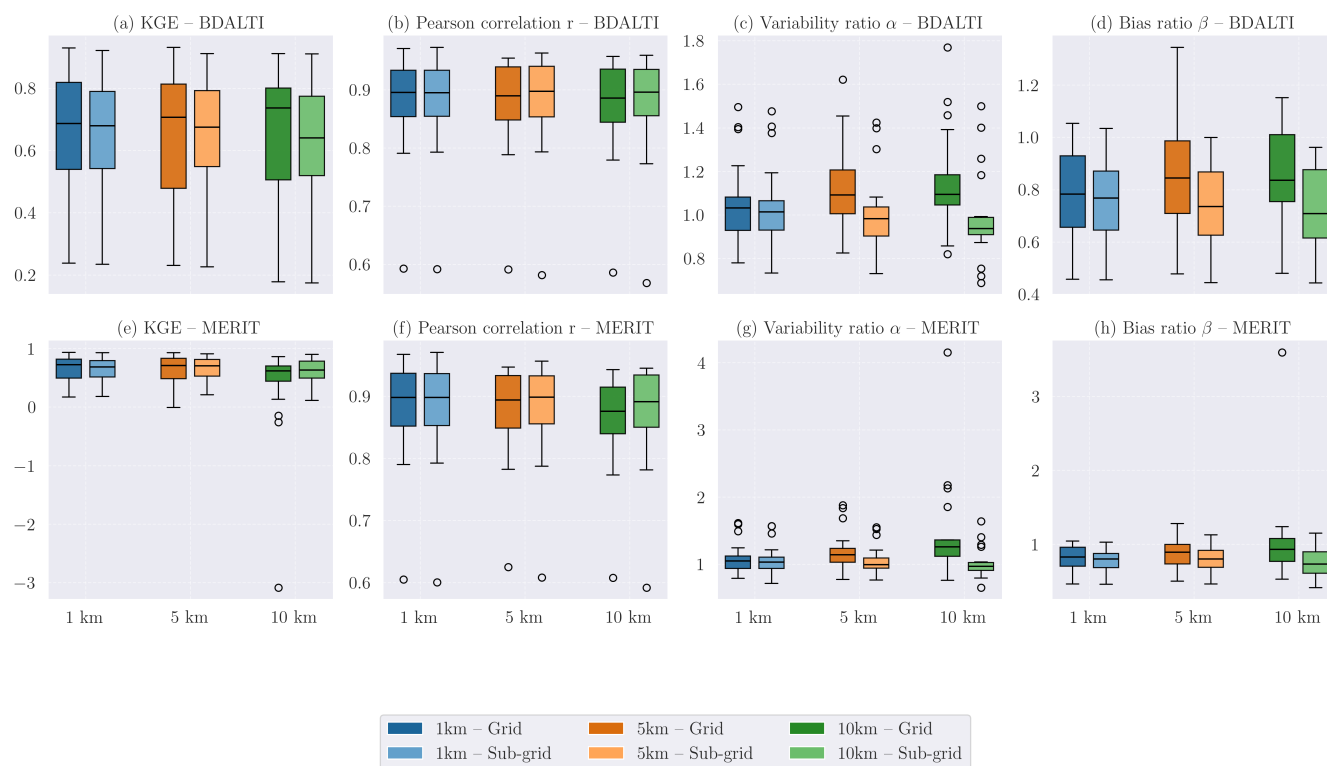 (a) KGE – BDALTI
(b) Pearson correlation r – BDALTI
(c) Variability ratio α – BDALTI
(d) Bias ratio β – BDALTI
0.8
0.6
0.4
0.2
0.9
0.8
0.7
0.6
1.8
1.6
1.4
1.2
1.0
0.8
1.2
1.0
0.8
0.6
0.4
(e) KGE – MERIT
(f) Pearson correlation r – MERIT
(g) Variability ratio α – MERIT
(h) Bias ratio β – MERIT
1
0
−1
−2
−3
0.9
0.8
0.7
0.6
4
3
2
1
3
2
1
1 km 5 km 10 km
1 km 5 km 10 km
1 km 5 km 10 km
1 km 5 km 10 km
1km – Grid 5km – Grid 10km – Grid
1km – Sub-grid 5km – Sub-grid 10km – Sub-grid